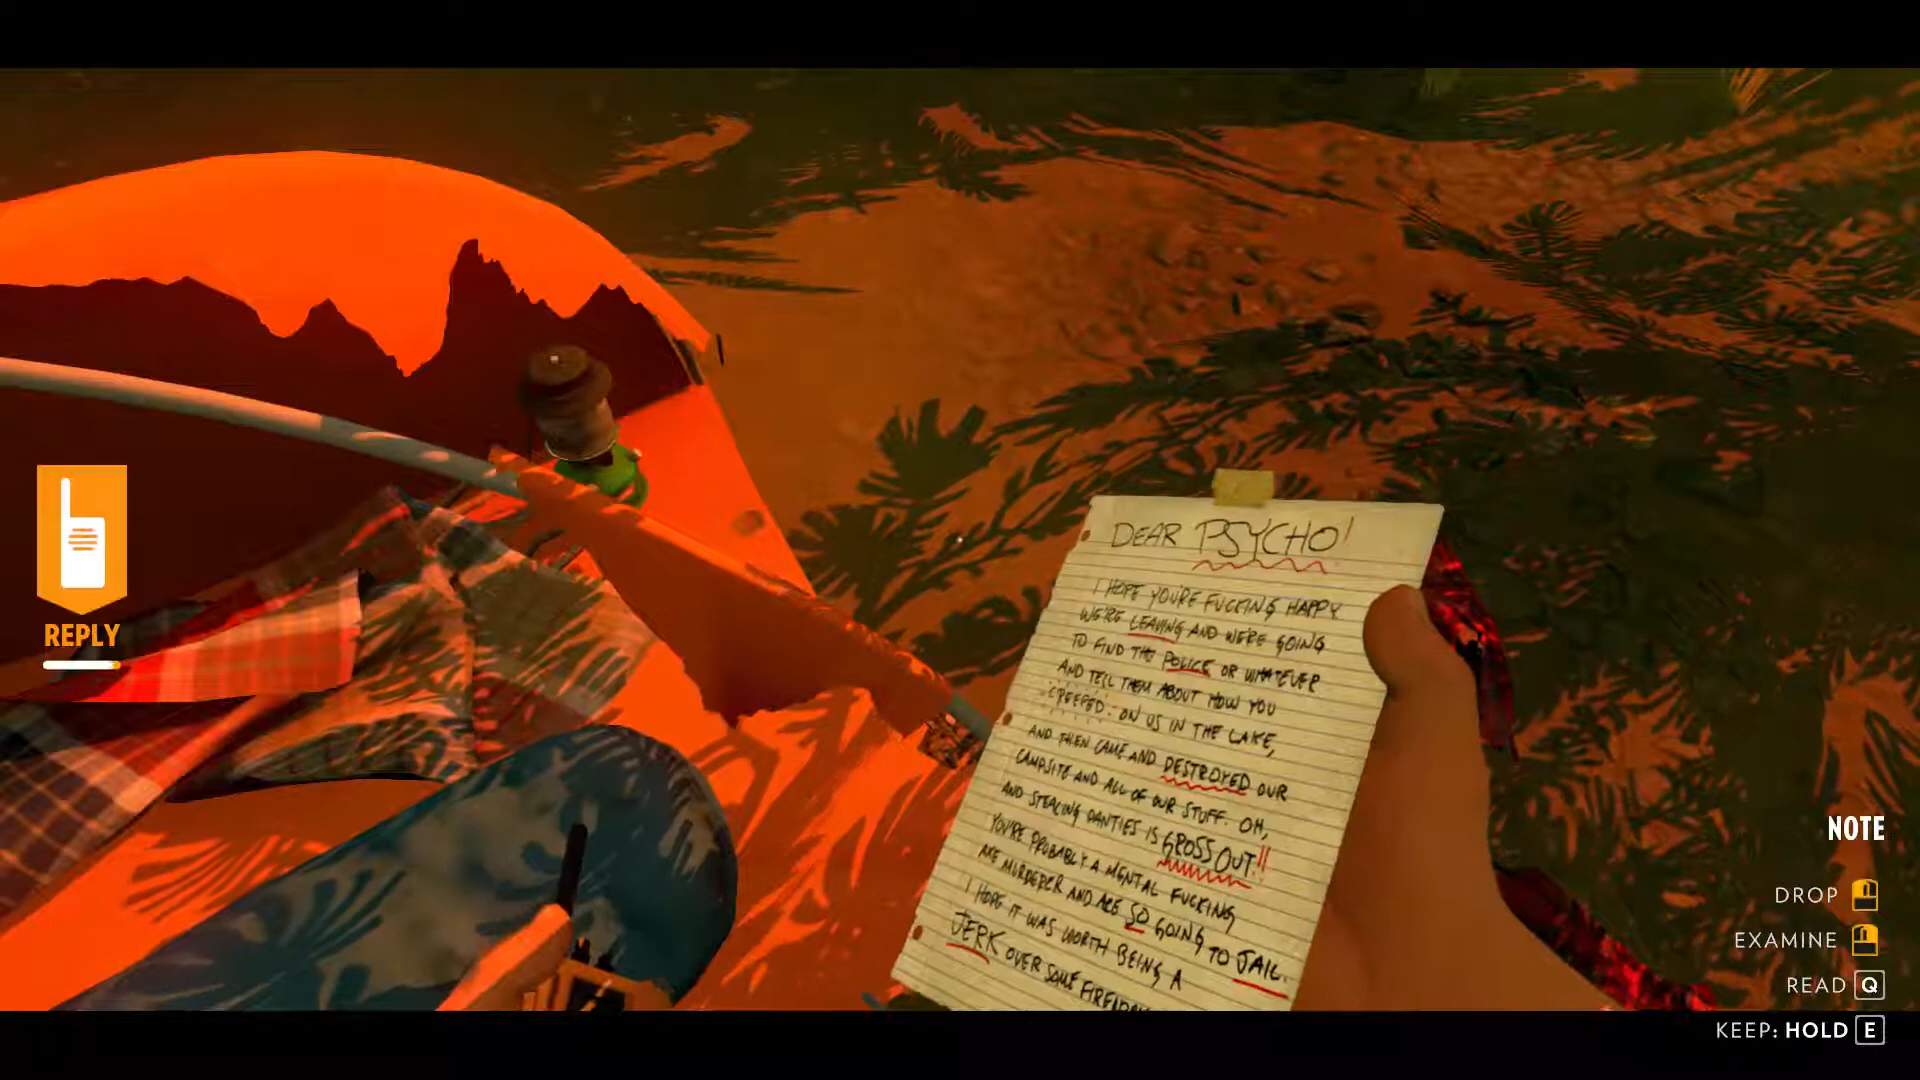 DEAR PSYCHO!
I HOPE YOU'RE FUCKING HAPPY.
WE'RE LEAVING AND WE'RE GOING
TO FIND THE POLICE OR WHATEVER
AND TELL THEM ABOUT HOW YOU
CREEPED ON US IN THE LAKE,
AND THEN CAME AND DESTROYED OUR
CAMPSITE AND ALL OF OUR STUFF. OH,
AND STEALING PANTIES IS GROSS OUT!!
YOU'RE PROBABLY A MENTAL FUCKING
AXE MURDERER AND ARE SO GOING TO JAIL.
I HOPE IT WAS WORTH BEING A
JERK OVER SOME
REPLY
NOTE
DROP
EXAMINE
READ Q
KEEP: HOLD E